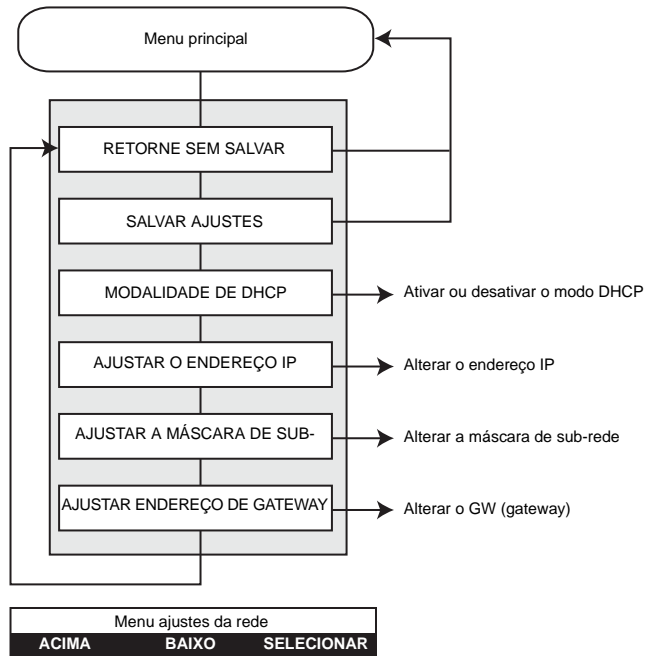 Menu principal
RETORNE SEM SALVAR
SALVAR AJUSTES
MODALIDADE DE DHCP
Ativar ou desativar o modo DHCP
AJUSTAR O ENDEREÇO IP
Alterar o endereço IP
AJUSTAR A MÁSCARA DE SUB-
Alterar a máscara de sub-rede
AJUSTAR ENDEREÇO DE GATEWAY
Alterar o GW (gateway)
Menu ajustes da rede
ACIMA BAIXO SELECIONAR